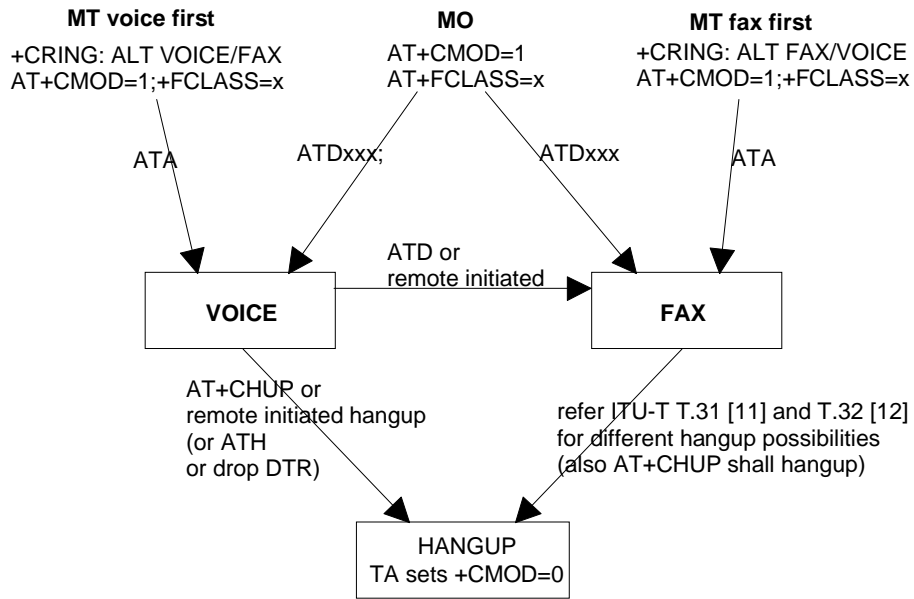 MT voice first
+CRING: ALT VOICE/FAX
AT+CMOD=1;+FCLASS=x
MO
AT+CMOD=1
AT+FCLASS=x
MT fax first
+CRING: ALT FAX/VOICE
AT+CMOD=1;+FCLASS=x
ATA
ATDxxx;
ATDxxx
ATA
ATD or
remote initiated
VOICE
FAX
AT+CHUP or
remote initiated hangup
(or ATH
or drop DTR)
refer ITU-T T.31 [11] and T.32 [12]
for different hangup possibilities
(also AT+CHUP shall hangup)
HANGUP
TA sets +CMOD=0